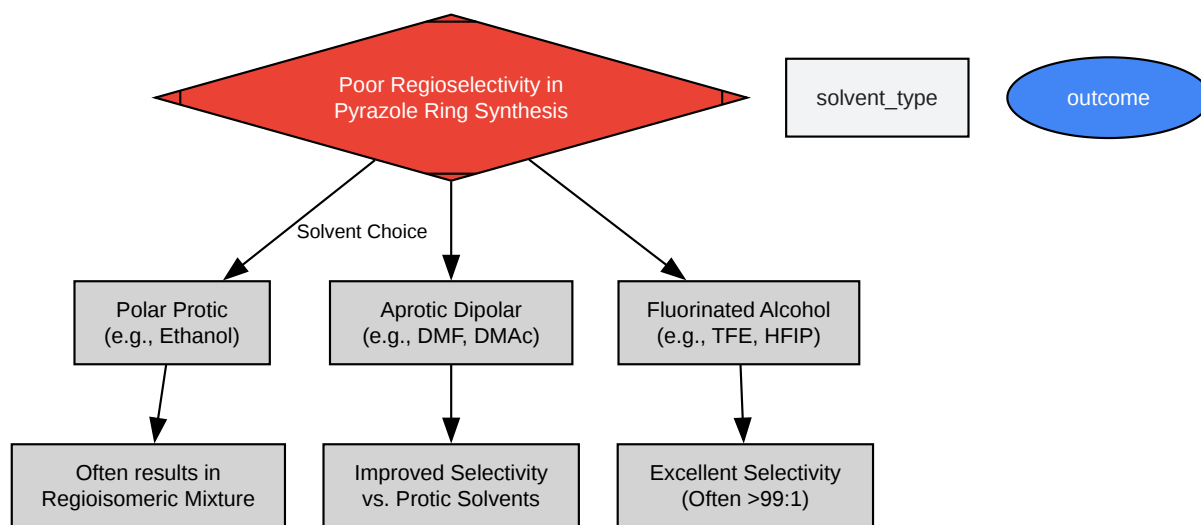 Poor Regioselectivity in
Pyrazole Ring Synthesis
solvent_type
outcome
Solvent Choice
Polar Protic
(e.g., Ethanol)
Aprotic Dipolar
(e.g., DMF, DMAc)
Fluorinated Alcohol
(e.g., TFE, HFIP)
Often results in
Regioisomeric Mixture
Improved Selectivity
vs. Protic Solvents
Excellent Selectivity
(Often >99:1)